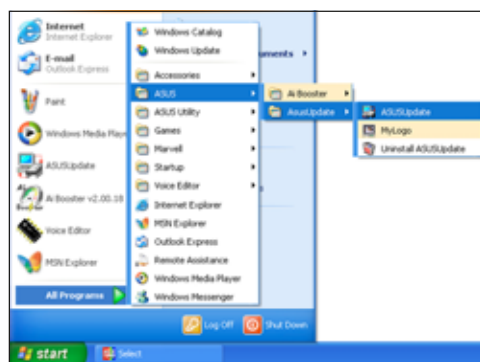 Internet
Internet Explorer
E-mail
Outlook Express
Paint
Windows Media Player
ASUSUpdate
Ai Booster v2.00.18
Voice Editor
MSN Explorer
All Programs
Windows Catalog
Windows Update
Accessories
ASUS
ASUS Utility
Games
Marvell
Startup
Voice Editor
Internet Explorer
MSN Explorer
Outlook Express
Remote Assistance
Windows Media Player
Windows Messenger
uments
Ai Booster
AsusUpdate
ASUSUpdate
MyLogo
Uninstall ASUSUpdate
Log Off
Shut Down
start
Select